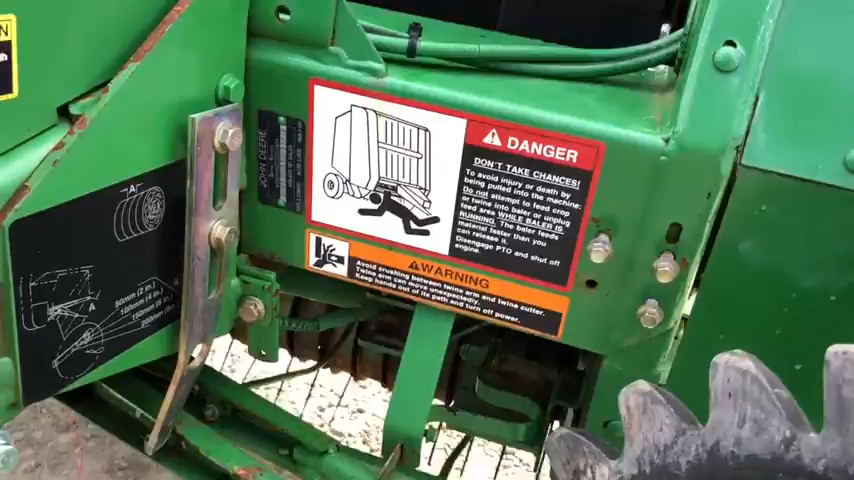 DANGER
DON'T TAKE CHANCES!
To avoid injury or death by
being pulled into the machine:
Do not attempt to feed crop
or twine into baler or unplug
feed area WHILE BALER IS
RUNNING. The baler feeds
material faster than you
can release it.
Disengage PTO and shut off
engine.
WARNING
Avoid crushing between twine arm and twine cutter.
Twine arm can move unexpectedly.
Keep hands out of its path and turn off power.
JOHN DEERE
A
50mm (2 in.)
100mm (4 in.)
150mm (6 in.)
A
A